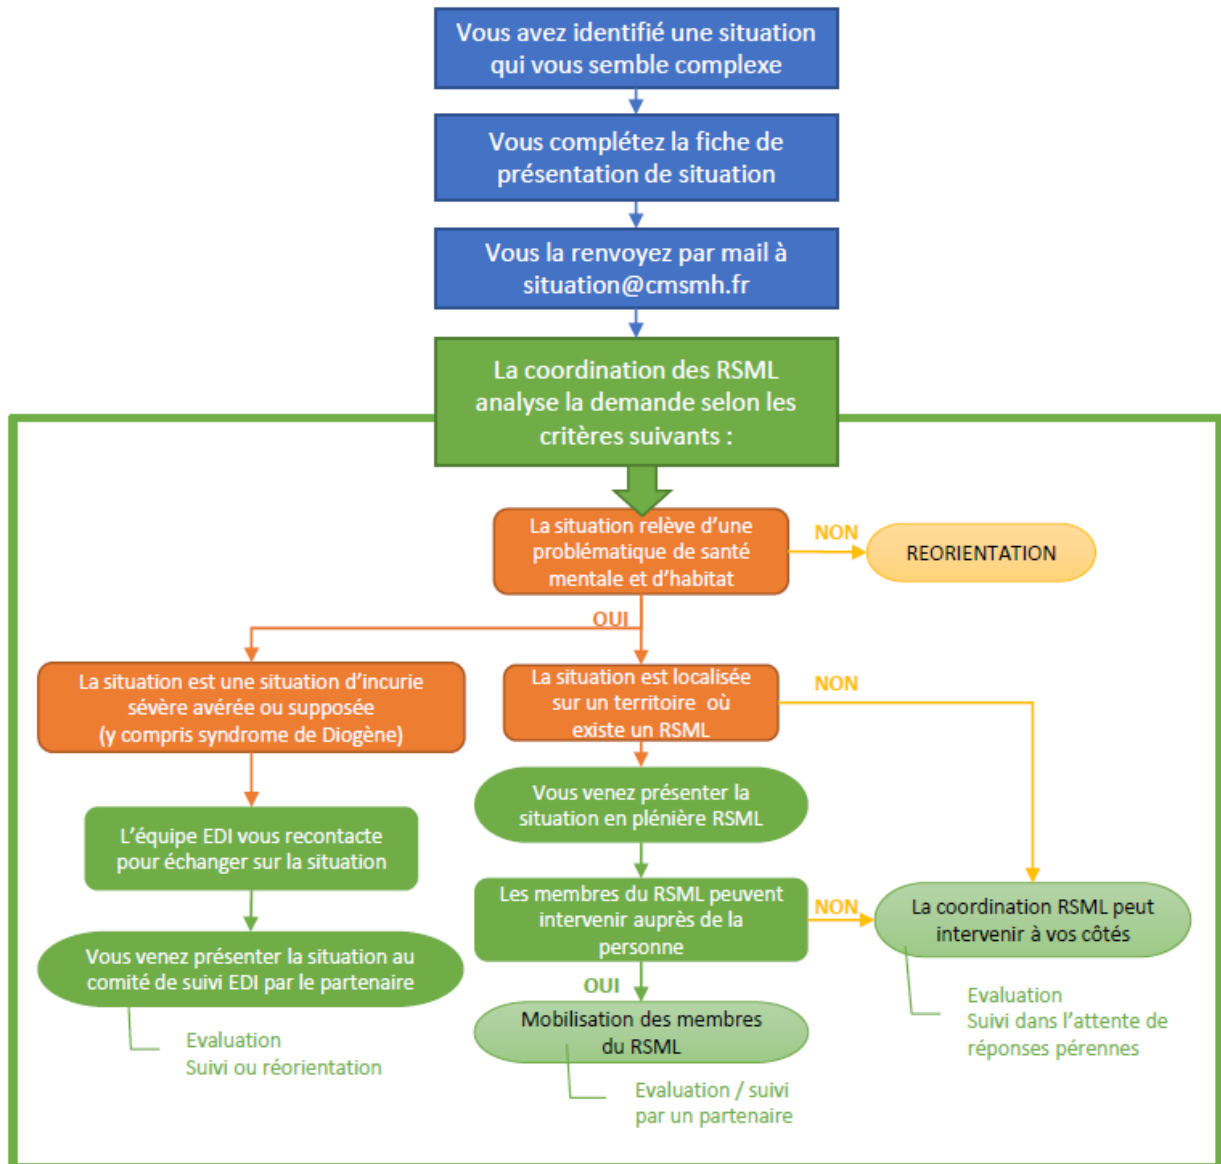 Vous avez identifié une situation
qui vous semble complexe
Vous complétez la fiche de
présentation de situation
Vous la renvoyez par mail à
situation@cmsmh.fr
La coordination des RSML
analyse la demande selon les
critères suivants :
La situation relève d'une
problématique de santé
mentale et d'habitat
NON
REORIENTATION
OUI
La situation est une situation d'incurie
sévère avérée ou supposée
(y compris syndrome de Diogène)
La situation est localisée
sur un territoire où
existe un RSML
NON
L'équipe EDI vous recontacte
pour échanger sur la situation
Vous venez présenter la
situation en plénière RSML
Vous venez présenter la situation au
comité de suivi EDI par le partenaire
Evaluation
Suivi ou réorientation
Les membres du RSML peuvent
intervenir auprès de la
personne
NON
La coordination RSML peut
intervenir à vos côtés
Evaluation
Suivi dans l'attente de
réponses pérennes
OUI
Mobilisation des membres
du RSML
Evaluation / suivi
par un partenaire